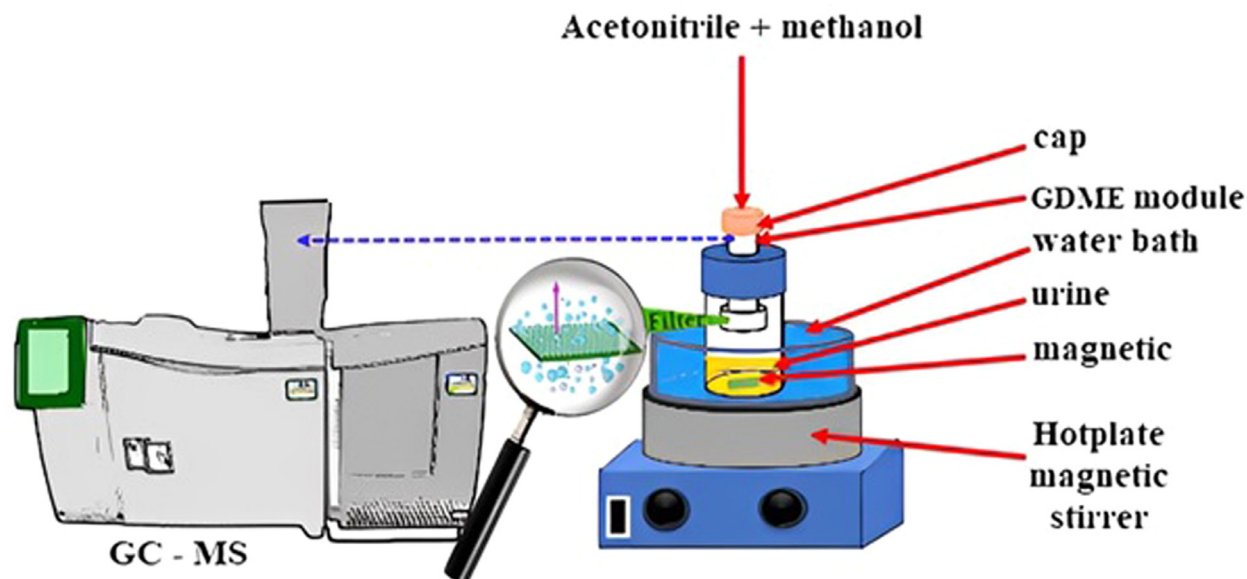 Acetonitrile + methanol
cap
GDME module
water bath
urine
magnetic
Hotplate
magnetic
stirrer
Filter
GC - MS